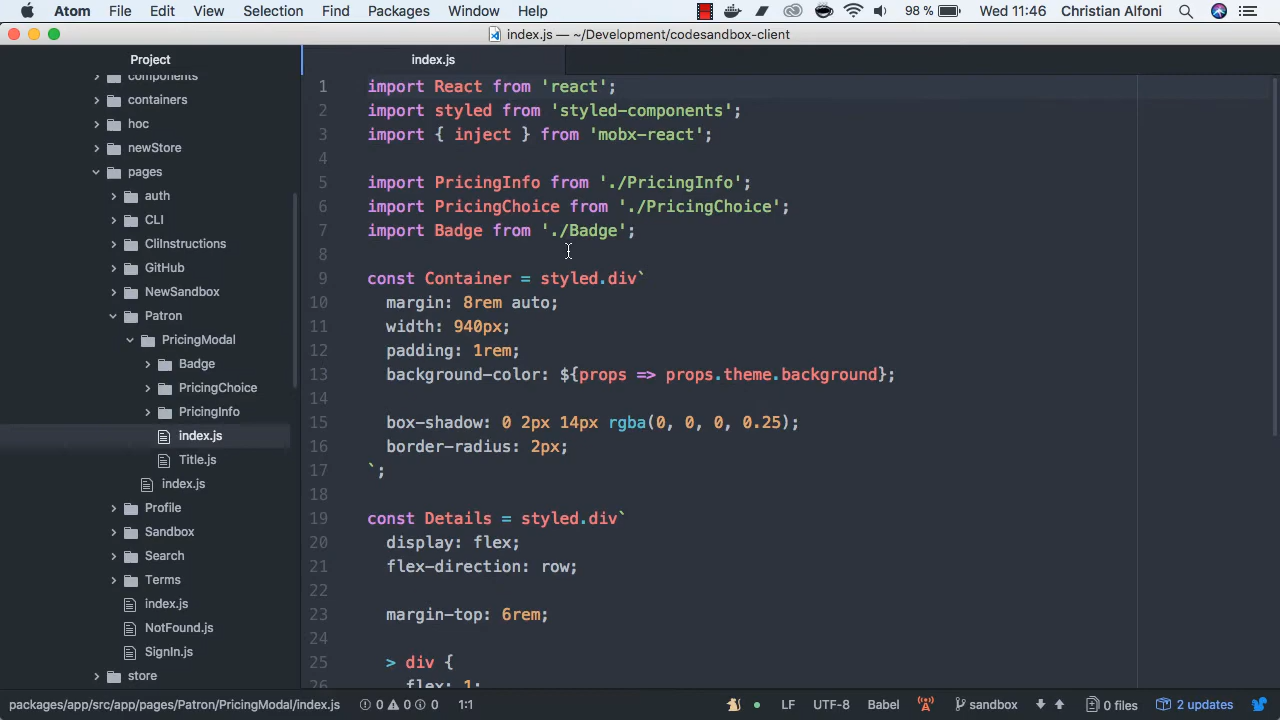 Atom File Edit View Selection Find Packages Window Help 98 % Wed 11:46 Christian Alfoni
index.js — ~/Development/codesandbox-client
Project
components
containers
hoc
newStore
pages
auth
CLI
CliInstructions
GitHub
NewSandbox
Patron
PricingModal
Badge
PricingChoice
PricingInfo
index.js
Title.js
index.js
Profile
Sandbox
Search
Terms
index.js
NotFound.js
SignIn.js
store
index.js
1 import React from 'react';
2 import styled from 'styled-components';
3 import { inject } from 'mobx-react';
4
5 import PricingInfo from './PricingInfo';
6 import PricingChoice from './PricingChoice';
7 import Badge from './Badge';
8
9 const Container = styled.div`
10 margin: 8rem auto;
11 width: 940px;
12 padding: 1rem;
13 background-color: ${props => props.theme.background};
14
15 box-shadow: 0 2px 14px rgba(0, 0, 0, 0.25);
16 border-radius: 2px;
17 `;
18
19 const Details = styled.div`
20 display: flex;
21 flex-direction: row;
22
23 margin-top: 6rem;
24
25 > div {
26 flex: 1;
packages/app/src/app/pages/Patron/PricingModal/index.js 0 0 0 1:1 LF UTF-8 Babel sandbox 0 files 2 updates